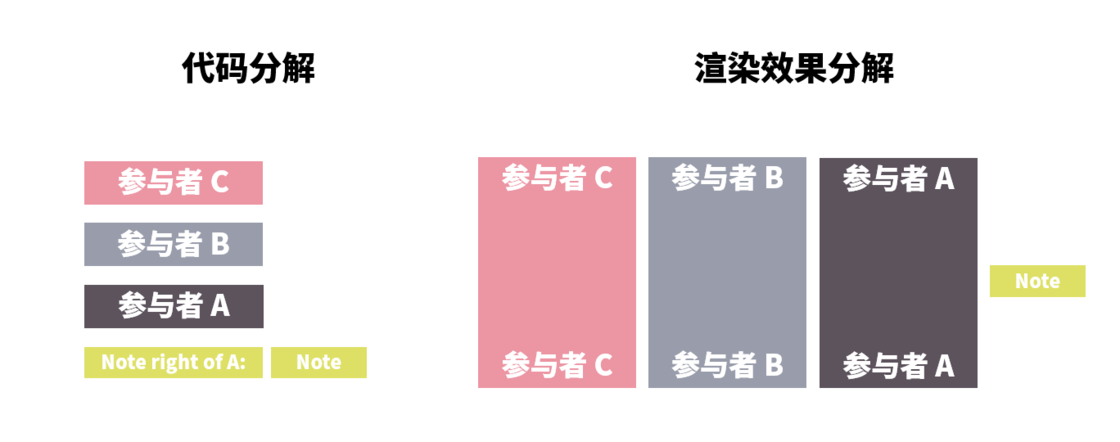 代码分解
参与者 C
参与者 B
参与者 A
Note right of A: Note
渲染效果分解
参与者 C 参与者 B 参与者 A
Note
参与者 C 参与者 B 参与者 A